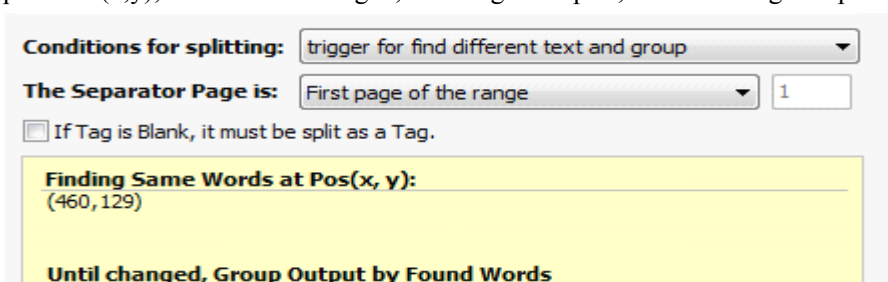 Conditions for splitting: trigger for find different text and group
The Separator Page is: First page of the range 1
If Tag is Blank, it must be split as a Tag.
Finding Same Words at Pos(x, y):
(460,129)
Until changed, Group Output by Found Words